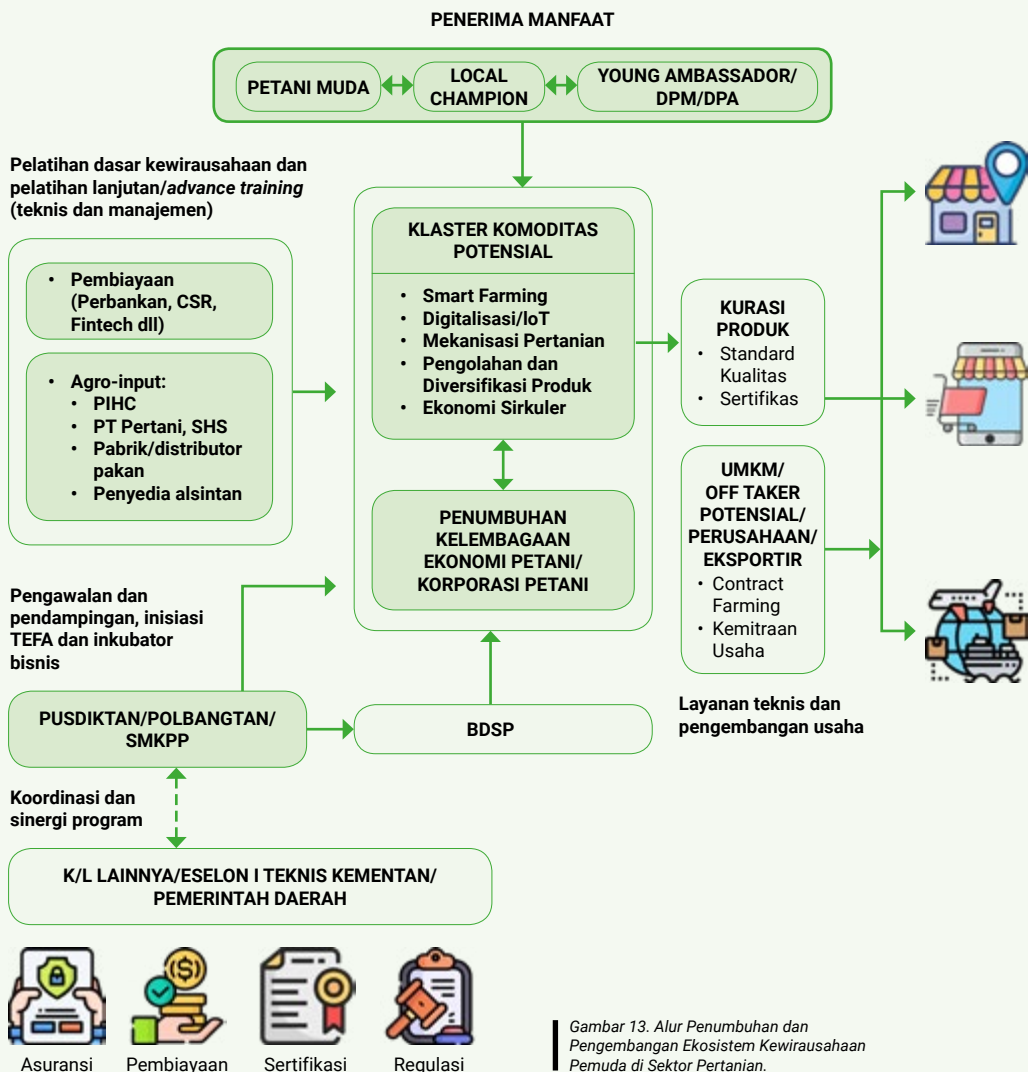 PENERIMA MANFAAT
PETANI MUDA
LOCAL
CHAMPION
YOUNG AMBASSADOR/
DPM/DPA
Pelatihan dasar kewirausahaan dan
pelatihan lanjutan/advance training
(teknis dan manajemen)
• Pembiayaan
(Perbankan, CSR,
Fintech dll)
• Agro-input:
• PIHC
• PT Pertani, SHS
• Pabrik/distributor
pakan
• Penyedia alsintan
KLASTER KOMODITAS
POTENSIAL
• Smart Farming
• Digitalisasi/IoT
• Mekanisasi Pertanian
• Pengolahan dan
Diversifikasi Produk
• Ekonomi Sirkuler
PENUMBUHAN
KELEMBAGAAN
EKONOMI PETANI/
KORPORASI PETANI
KURASI
PRODUK
• Standard
Kualitas
• Sertifikas
UMKM/
OFF TAKER
POTENSIAL/
PERUSAHAAN/
EKSPORTIR
• Contract
Farming
• Kemitraan
Usaha
Layanan teknis dan
pengembangan usaha
Pengawalan dan
pendampingan, inisiasi
TEFA dan inkubator
bisnis
PUSDIKTAN/POLBANGTAN/
SMKPP
BDSP
Koordinasi dan
sinergi program
K/L LAINNYA/ESELON I TEKNIS KEMENTAN/
PEMERINTAH DAERAH
($)
Asuransi
Pembiayaan
Sertifikasi
Regulasi
Gambar 13. Alur Penumbuhan dan
Pengembangan Ekosistem Kewirausahaan
Pemuda di Sektor Pertanian.